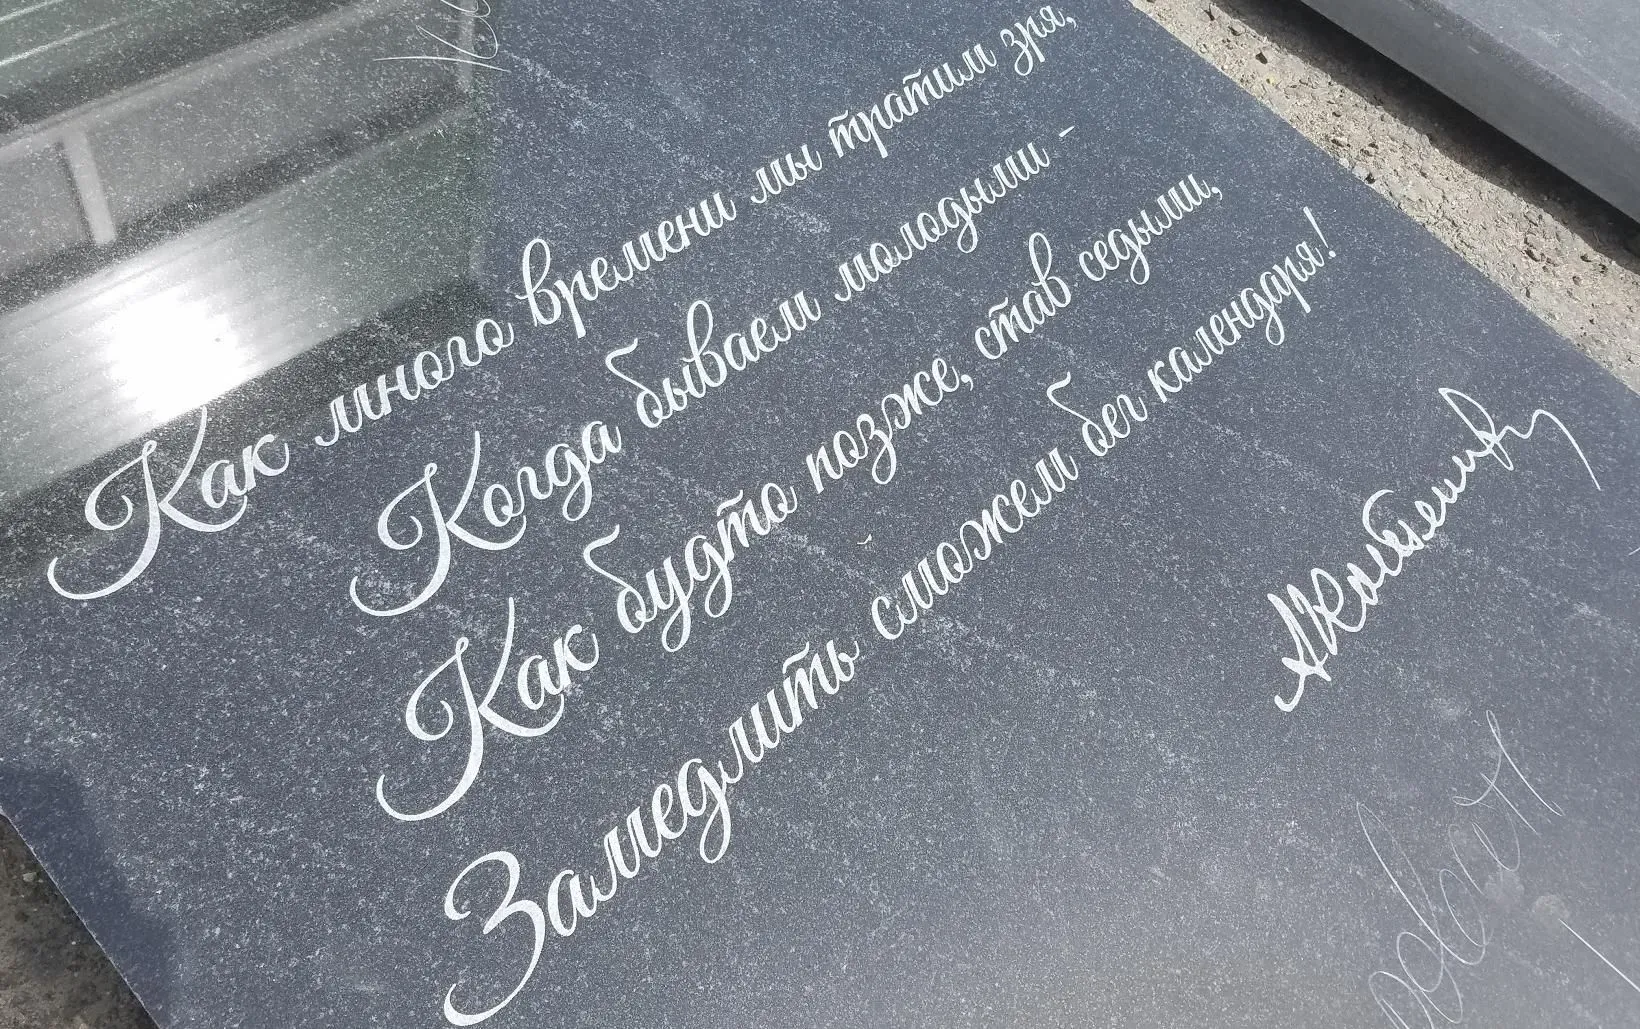 Как много времени мы тратим зря,
Когда бываем молодыми -
Как будто позже, став седыми,
Замедлить сможем бег календаря!